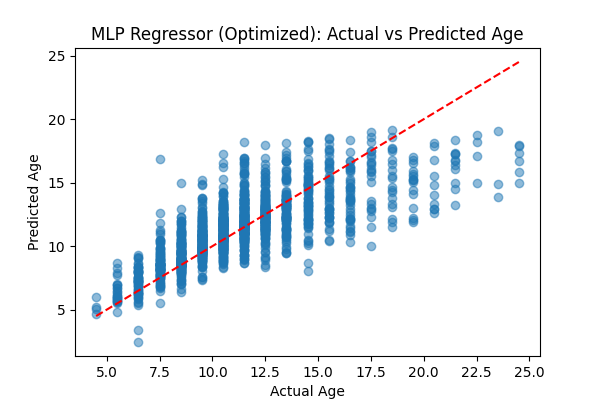 MLP Regressor (Optimized): Actual vs Predicted Age
25
20
15
10
5
Predicted Age
5.0 7.5 10.0 12.5 15.0 17.5 20.0 22.5 25.0
Actual Age